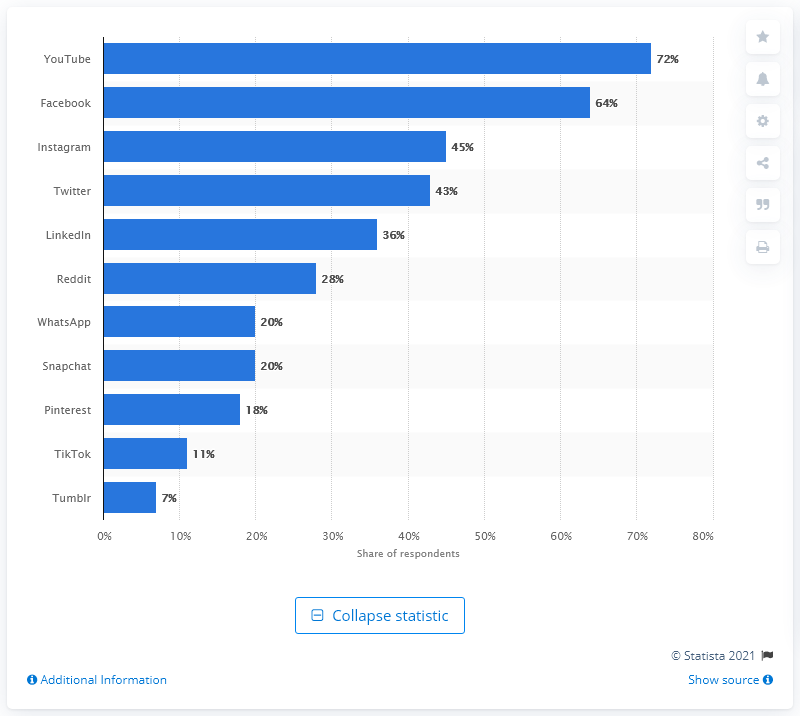 YouTube 72%
Facebook 64%
Instagram 45%
Twitter 43%
LinkedIn 36%
Reddit 28%
WhatsApp 20%
Snapchat 20%
Pinterest 18%
TikTok 11%
Tumblr 7%
0% 10% 20% 30% 40% 50% 60% 70% 80%
Share of respondents
Collapse statistic
© Statista 2021
Additional Information Show source